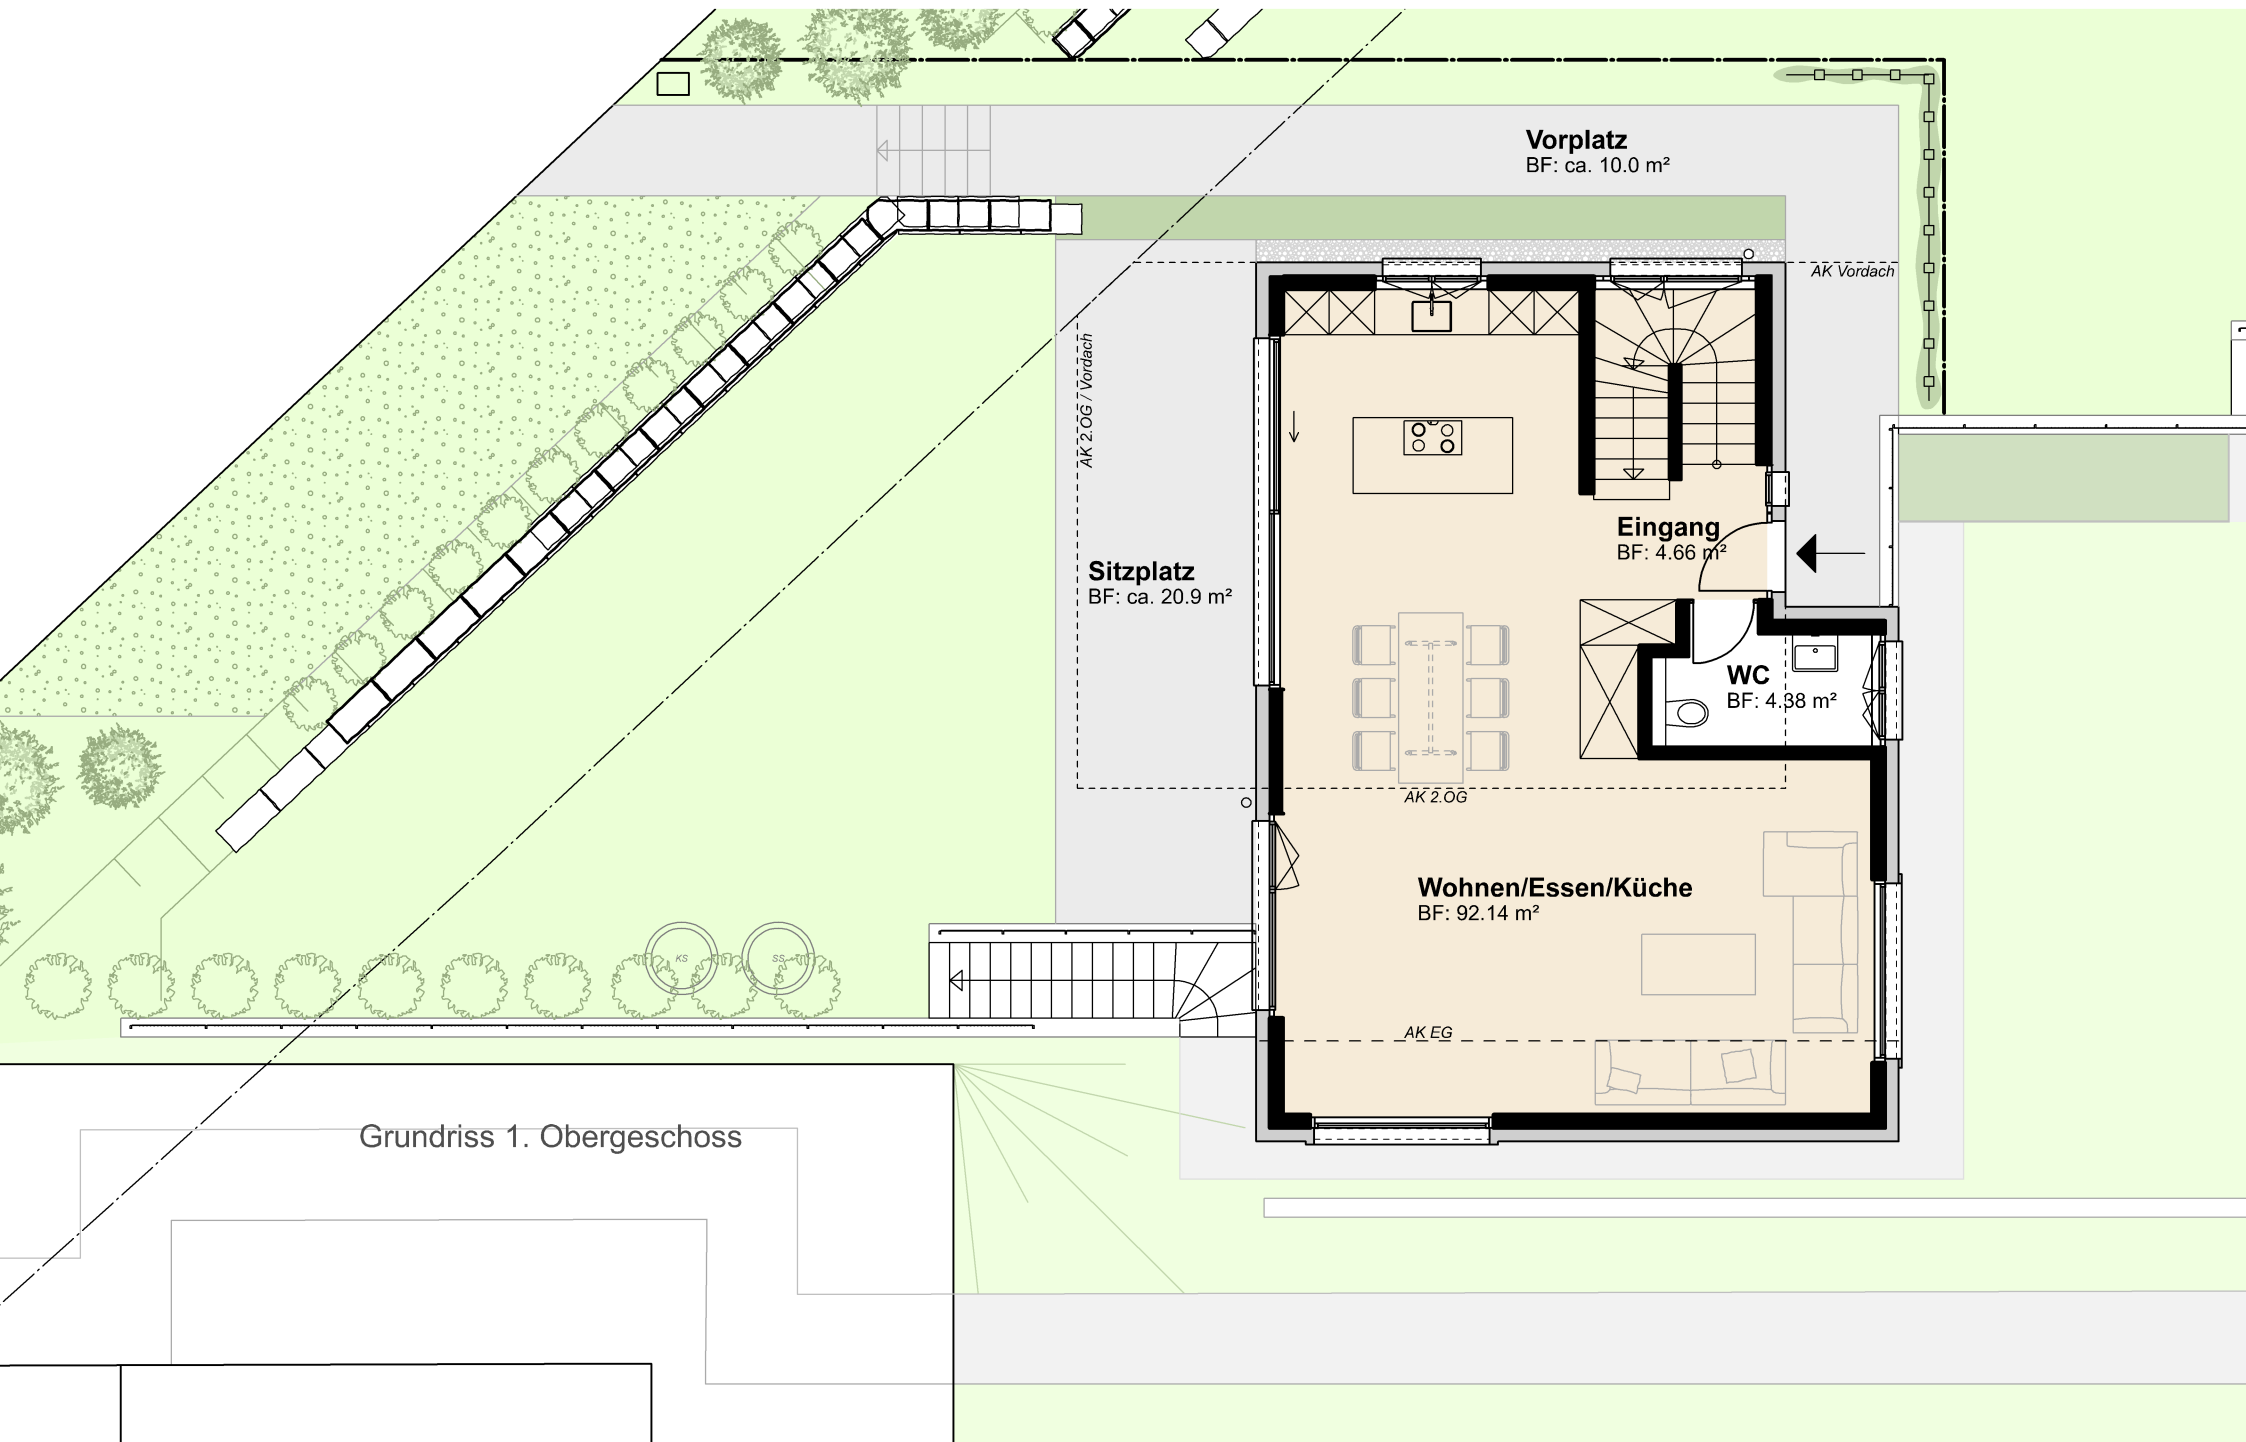 Vorplatz
BF: ca. 10.0 m²
AK Vordach
AK 2.OG / Vordach
Eingang
BF: 4.66 m²
Sitzplatz
BF: ca. 20.9 m²
WC
BF: 4.38 m²
AK 2.OG
Wohnen/Essen/Küche
BF: 92.14 m²
KS
SS
AK EG
Grundriss 1. Obergeschoss